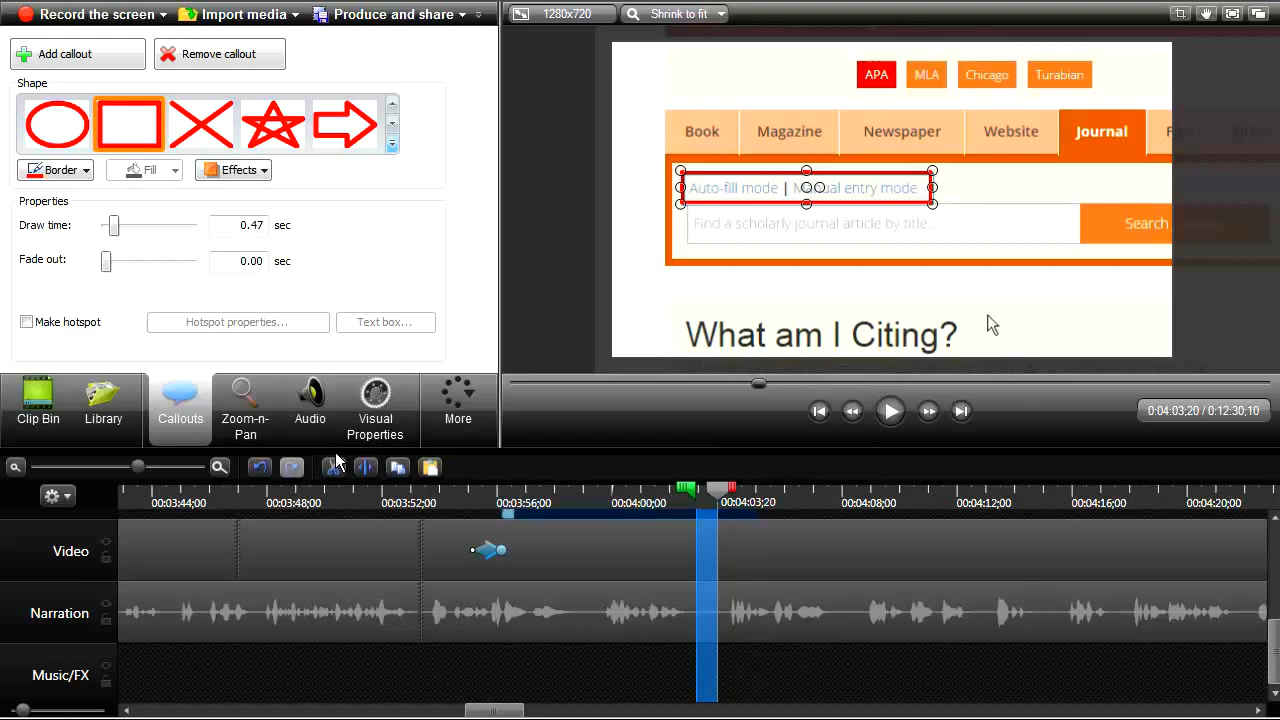 Record the screen Import media Produce and share
1280x720 Shrink to fit
Add callout Remove callout
Shape
Border Fill Effects
Properties
Draw time: 0.47 sec
Fade out: 0.00 sec
Make hotspot Hotspot properties... Text box...
APA MLA Chicago Turabian
Book Magazine Newspaper Website Journal
Auto-fill mode | Manual entry mode
Find a scholarly journal article by title... Search
What am I Citing?
Clip Bin Library Callouts Zoom-n-Pan Audio Visual Properties More
0:04:03;20 / 0:12:30;10
00:03:44;00 00:03:48;00 00:03:52;00 00:03:56;00 00:04:00;00 00:04:03;20 00:04:08;00 00:04:12;00 00:04:16;00 00:04:20;00
Video
Narration
Music/FX